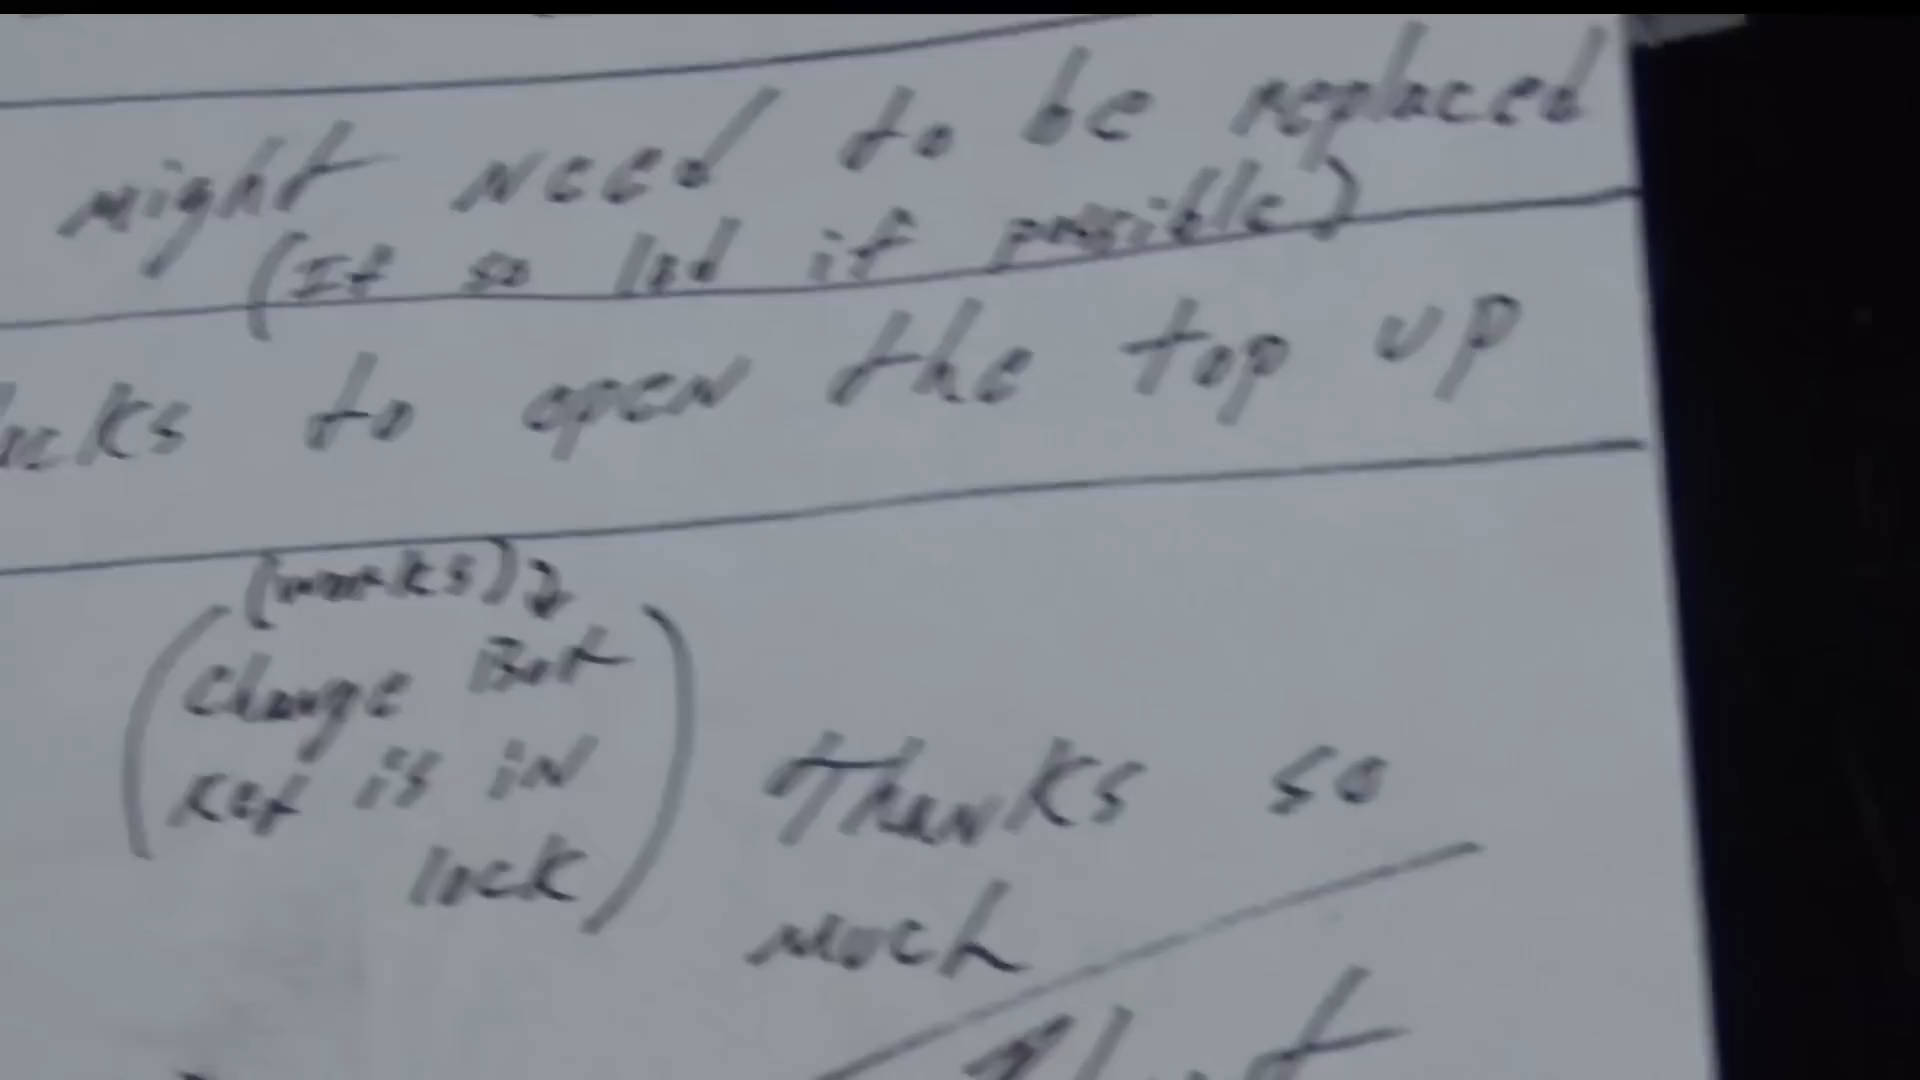 might need to be replaced
(If so led if possible)
to open the top up
(works)
Change Bat
Key is in
lock
Thanks so
much